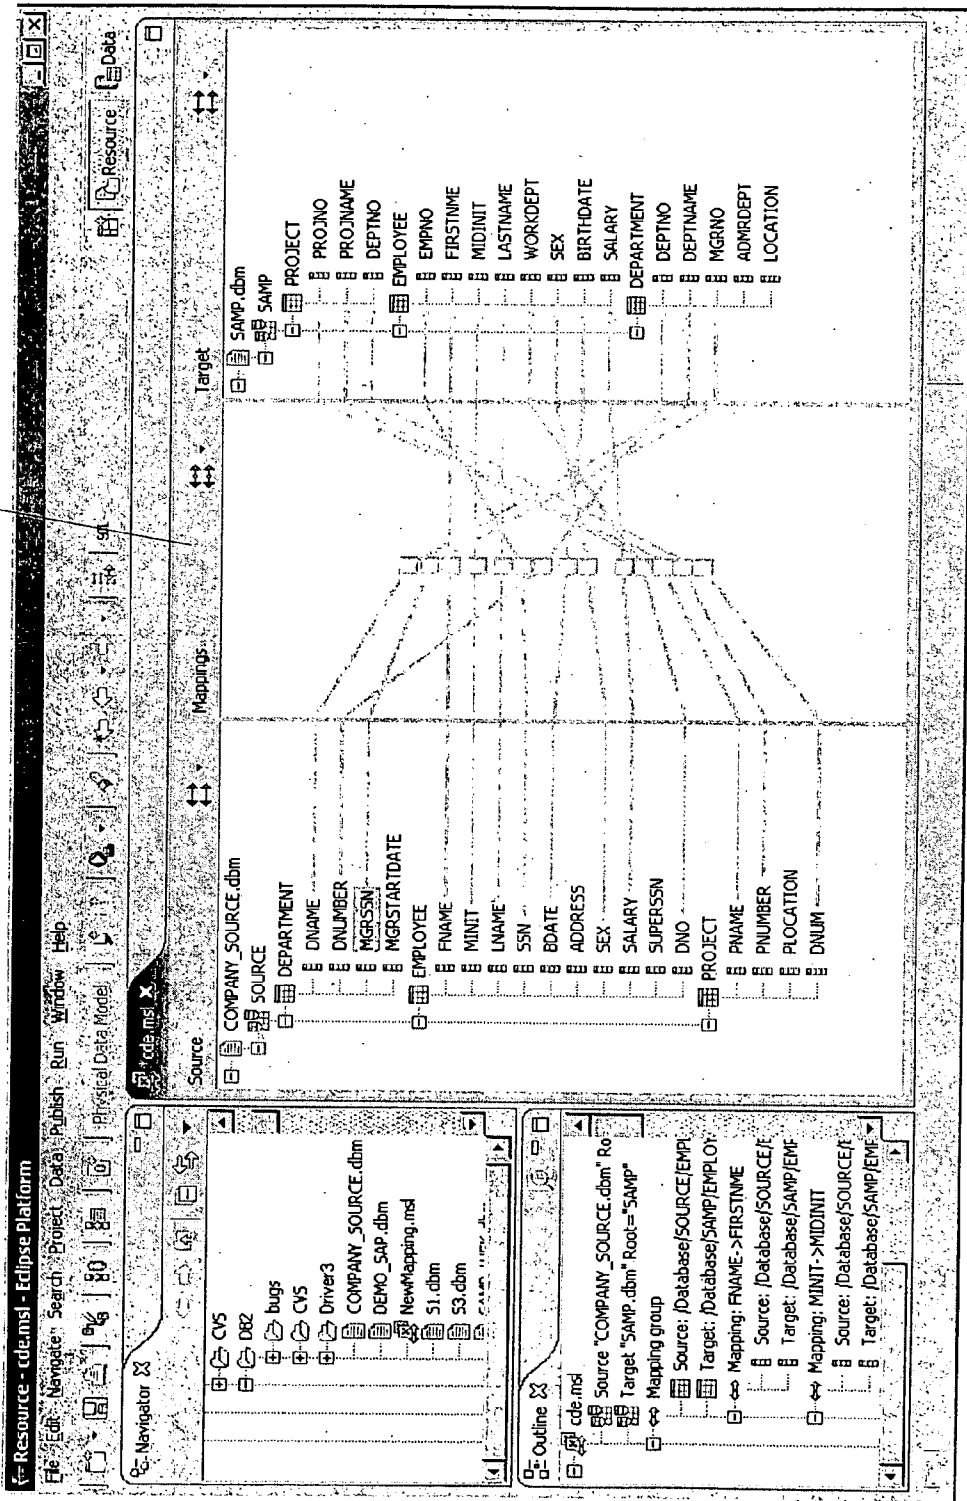 Resource - cde.msl - Eclipse Platform
File Edit Navigate Search Project Data Publish Run Window Help
Physical Data Model
Resource
Data
Navigator
CVS
DB2
bugs
CVS
Driver3
COMPANY_SOURCE.dbm
DEMO_SAP.dbm
NewMapping.msl
S1.dbm
S3.dbm
Outline
cde.msl
Source "COMPANY_SOURCE.dbm" Ro
Target "SAMP.dbm" Root="SAMP"
Mapping group
Source: /Database/SOURCE/EMPL
Target: /Database/SAMP/EMPLOY
Mapping: FNAME->FIRSTNME
Source: /Database/SOURCE/E
Target: /Database/SAMP/EMF
Mapping: MINIT->MIDINIT
Source: /Database/SOURCE/E
Target: /Database/SAMP/EMF
*cde.msl
Source
Mappings
Target
COMPANY_SOURCE.dbm
SOURCE
DEPARTMENT
DNAME
DNUMBER
MGRSSN
MGRSTARTDATE
EMPLOYEE
FNAME
MINIT
LNAME
SSN
BDATE
ADDRESS
SEX
SALARY
SUPERSSN
DNO
PROJECT
PNAME
PNUMBER
PLOCATION
DNUM
SAMP.dbm
SAMP
PROJECT
PROJNO
PROJNAME
DEPTNO
EMPLOYEE
EMPNO
FIRSTNME
MIDINIT
LASTNAME
WORKDEPT
SEX
BIRTHDATE
SALARY
DEPARTMENT
DEPTNO
DEPTNAME
MGRNO
ADMRDEPT
LOCATION